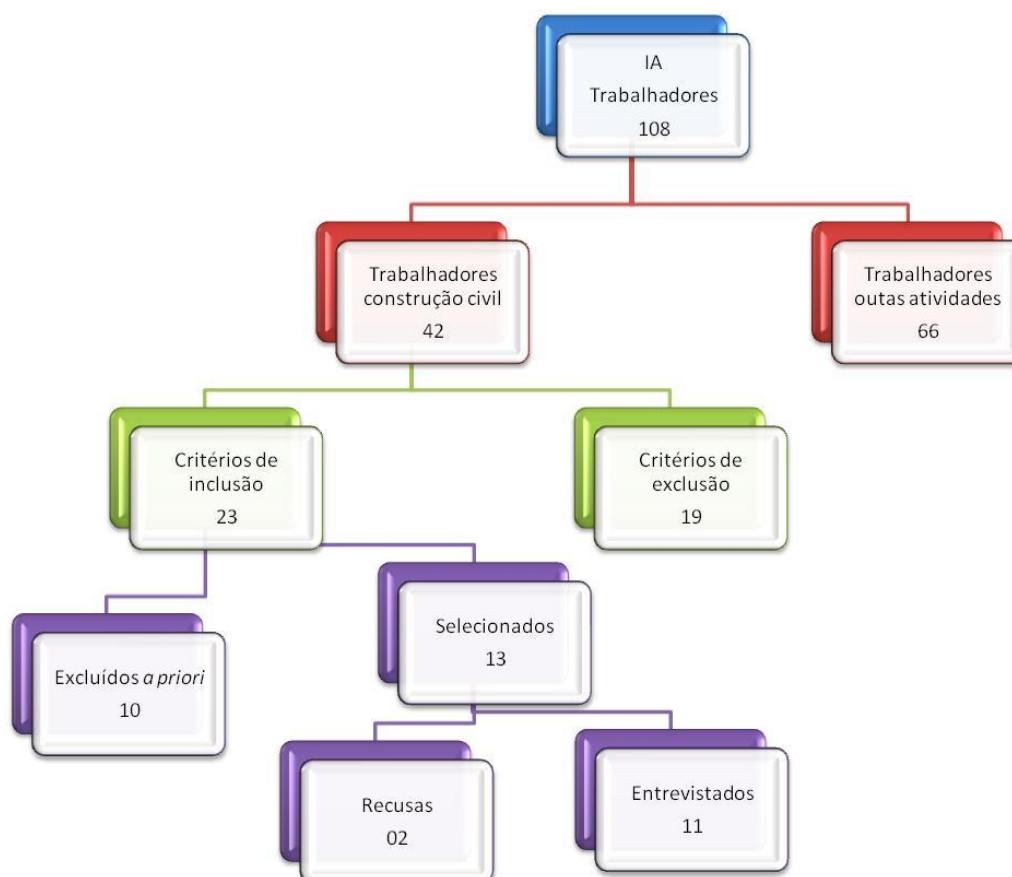 IA
Trabalhadores
108
Trabalhadores
construção civil
42
Trabalhadores
outas atividades
66
Critérios de
inclusão
23
Critérios de
exclusão
19
Excluídos a priori
10
Selecionados
13
Recusas
02
Entrevistados
11